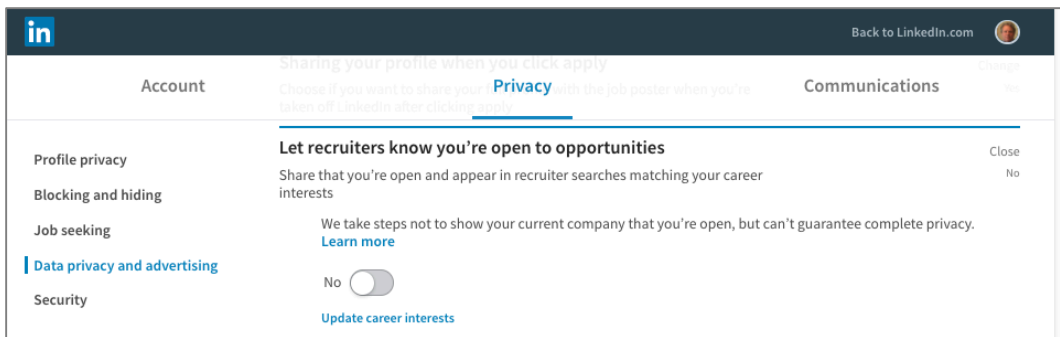 in
Back to LinkedIn.com
Sharing your profile when you click apply
Change
Account
Privacy
Communications
Choose if you want to share your with the job poster when you're
Yes
taken off LinkedIn after clicking apply
Let recruiters know you're open to opportunities
Close
Profile privacy
Share that you're open and appear in recruiter searches matching your career
No
interests
Blocking and hiding
We take steps not to show your current company that you're open, but can't guarantee complete privacy.
Job seeking
Learn more
Data privacy and advertising
No
Security
Update career interests